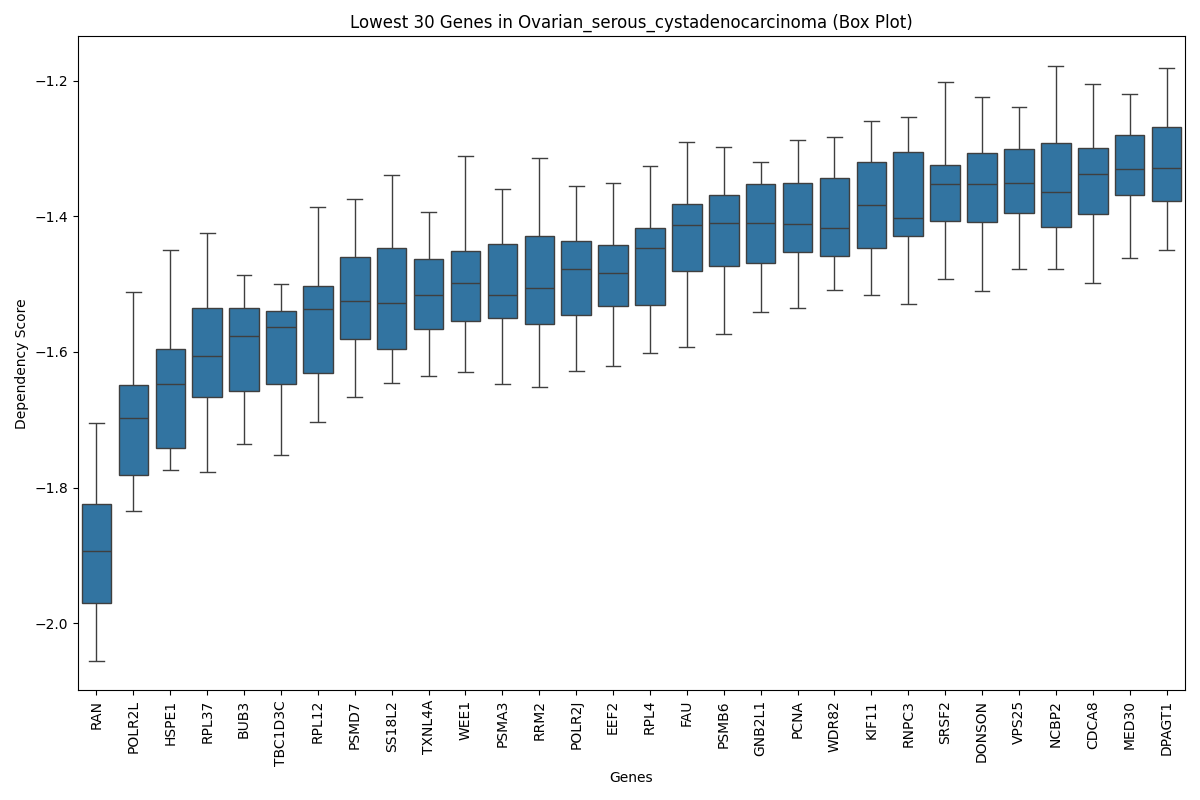 Lowest 30 Genes in Ovarian_serous_cystadenocarcinoma (Box Plot)
Dependency Score
−1.2
−1.4
−1.6
−1.8
−2.0
RAN
POLR2L
HSPE1
RPL37
BUB3
TBC1D3C
RPL12
PSMD7
SS18L2
TXNL4A
WEE1
PSMA3
RRM2
POLR2J
EEF2
RPL4
FAU
PSMB6
GNB2L1
PCNA
WDR82
KIF11
RNPC3
SRSF2
DONSON
VPS25
NCBP2
CDCA8
MED30
DPAGT1
Genes